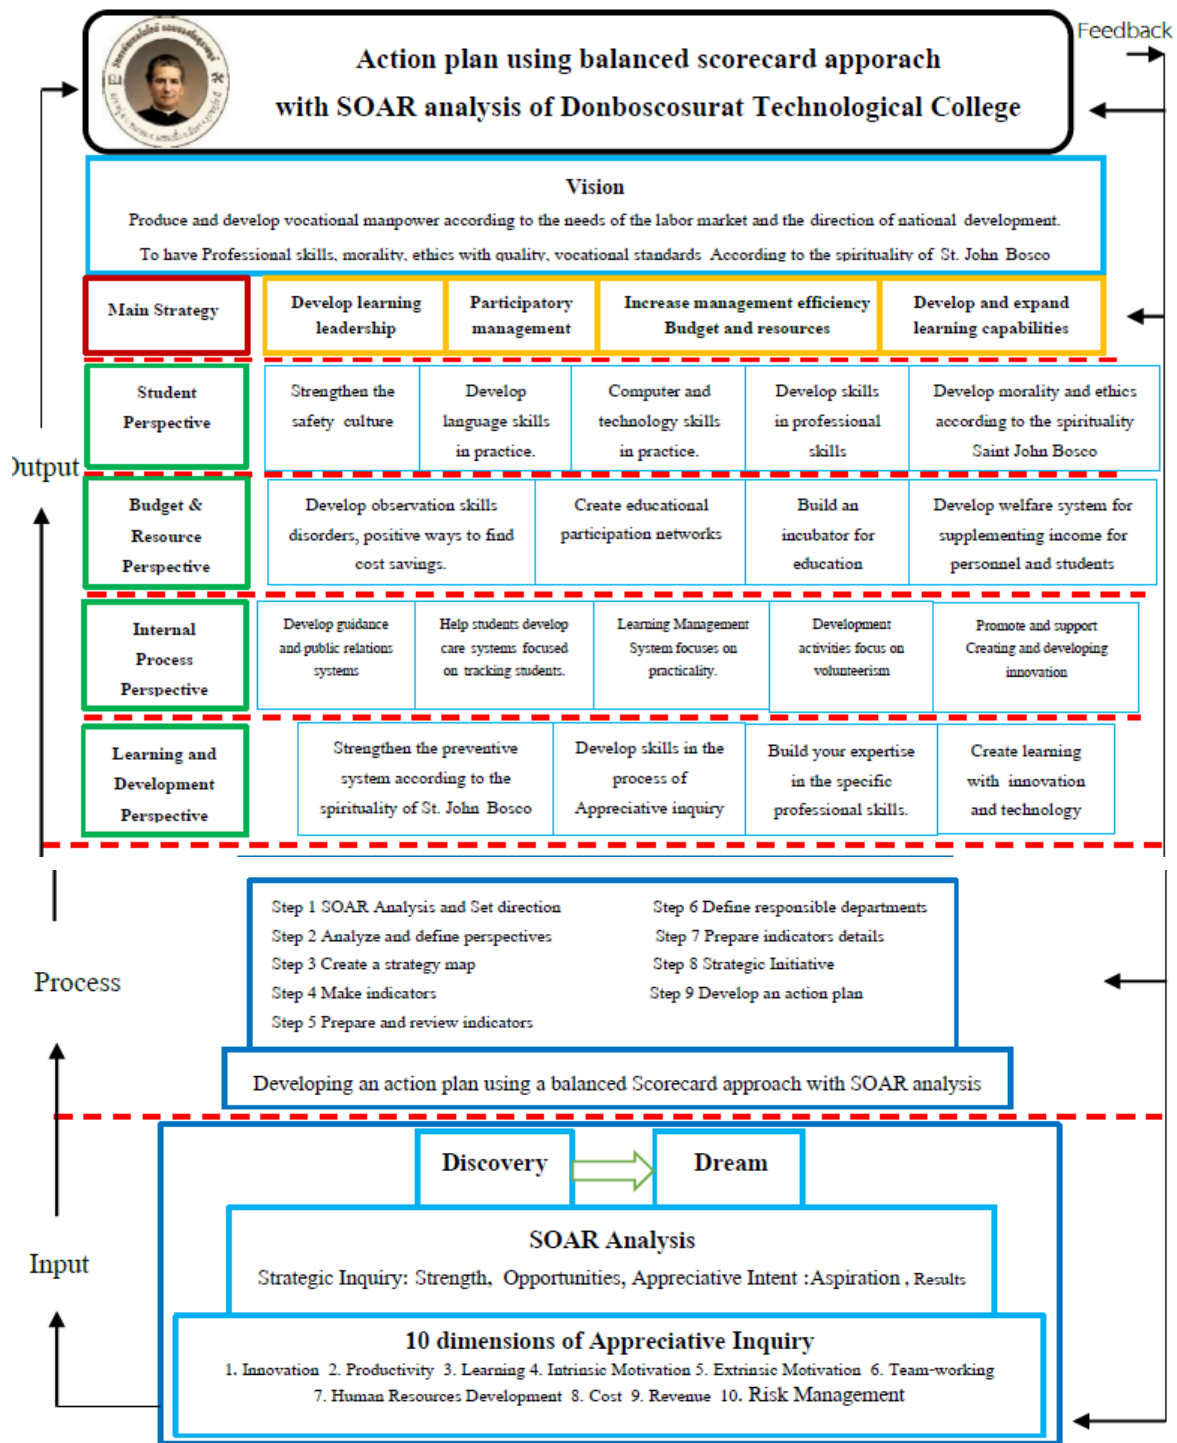 Feedback
Action plan using balanced scorecard apporach
with SOAR analysis of Donboscosurat Technological College
Vision
Produce and develop vocational manpower according to the needs of the labor market and the direction of national development.
To have Professional skills, morality, ethics with quality, vocational standards According to the spirituality of St. John Bosco
Main Strategy
Develop learning
leadership
Participatory
management
Increase management efficiency
Budget and resources
Develop and expand
learning capabilities
Student
Perspective
Strengthen the
safety culture
Develop
language skills
in practice.
Computer and
technology skills
in practice.
Develop skills
in professional
skills
Develop morality and ethics
according to the spirituality
Saint John Bosco
Output
Budget &
Resource
Perspective
Develop observation skills
disorders, positive ways to find
cost savings.
Create educational
participation networks
Build an
incubator for
education
Develop welfare system for
supplementing income for
personnel and students
Internal
Process
Perspective
Develop guidance
and public relations
systems
Help students develop
care systems focused
on tracking students.
Learning Management
System focuses on
practicality.
Development
activities focus on
volunteerism
Promote and support
Creating and developing
innovation
Learning and
Development
Perspective
Strengthen the preventive
system according to the
spirituality of St. John Bosco
Develop skills in the
process of
Appreciative inquiry
Build your expertise
in the specific
professional skills.
Create learning
with innovation
and technology
Step 1 SOAR Analysis and Set direction
Step 2 Analyze and define perspectives
Step 3 Create a strategy map
Step 4 Make indicators
Step 5 Prepare and review indicators
Step 6 Define responsible departments
Step 7 Prepare indicators details
Step 8 Strategic Initiative
Step 9 Develop an action plan
Process
Developing an action plan using a balanced Scorecard approach with SOAR analysis
Discovery
Dream
SOAR Analysis
Strategic Inquiry: Strength, Opportunities, Appreciative Intent :Aspiration , Results
Input
10 dimensions of Appreciative Inquiry
1. Innovation 2. Productivity 3. Learning 4. Intrinsic Motivation 5. Extrinsic Motivation 6. Team-working
7. Human Resources Development 8. Cost 9. Revenue 10. Risk Management